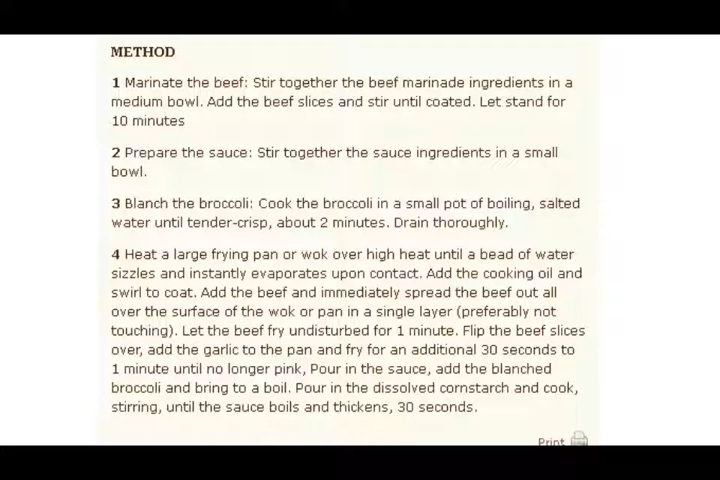 METHOD
1 Marinate the beef: Stir together the beef marinade ingredients in a
medium bowl. Add the beef slices and stir until coated. Let stand for
10 minutes
2 Prepare the sauce: Stir together the sauce ingredients in a small
bowl.
3 Blanch the broccoli: Cook the broccoli in a small pot of boiling, salted
water until tender-crisp, about 2 minutes. Drain thoroughly.
4 Heat a large frying pan or wok over high heat until a bead of water
sizzles and instantly evaporates upon contact. Add the cooking oil and
swirl to coat. Add the beef and immediately spread the beef out all
over the surface of the wok or pan in a single layer (preferably not
touching). Let the beef fry undisturbed for 1 minute. Flip the beef slices
over, add the garlic to the pan and fry for an additional 30 seconds to
1 minute until no longer pink, Pour in the sauce, add the blanched
broccoli and bring to a boil. Pour in the dissolved cornstarch and cook,
stirring, until the sauce boils and thickens, 30 seconds.
Print